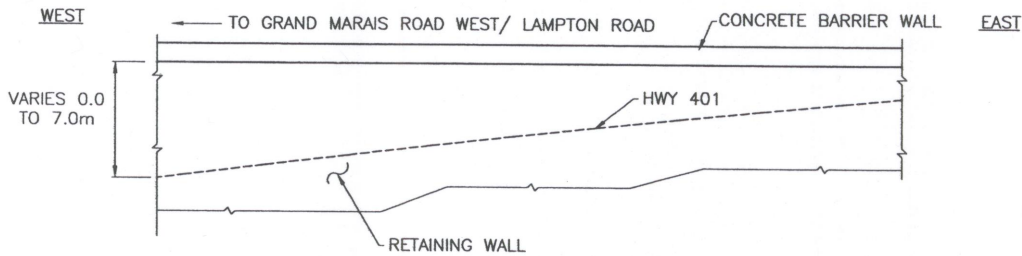 WEST
TO GRAND MARAIS ROAD WEST/ LAMPTON ROAD
CONCRETE BARRIER WALL
EAST
VARIES 0.0
TO 7.0m
HWY 401
RETAINING WALL